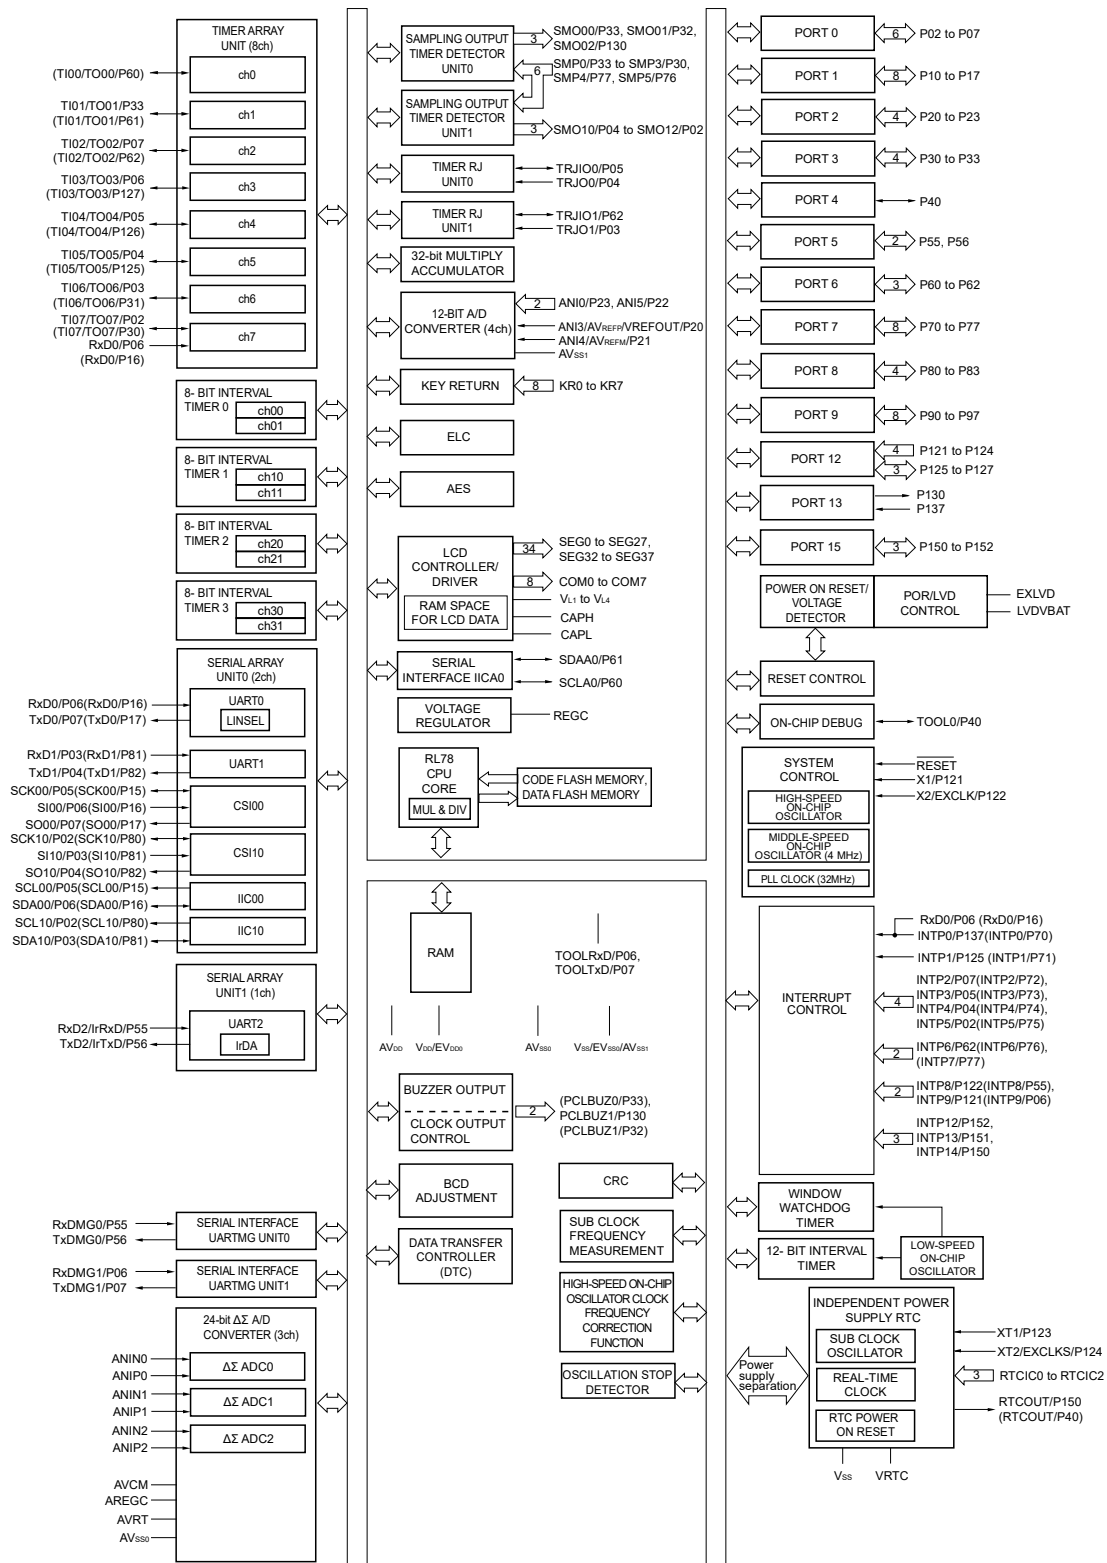 TIMER ARRAY
UNIT (8ch)
ch0
(TI00/TO00/P60)
TI01/TO01/P33
(TI01/TO01/P61)
ch1
TI02/TO02/P07
(TI02/TO02/P62)
ch2
TI03/TO03/P06
(TI03/TO03/P127)
ch3
TI04/TO04/P05
(TI04/TO04/P126)
ch4
TI05/TO05/P04
(TI05/TO05/P125)
ch5
TI06/TO06/P03
(TI06/TO06/P31)
ch6
TI07/TO07/P02
(TI07/TO07/P30)
RxD0/P06
(RxD0/P16)
ch7
8- BIT INTERVAL
TIMER 0
ch00
ch01
8- BIT INTERVAL
TIMER 1
ch10
ch11
8- BIT INTERVAL
TIMER 2
ch20
ch21
8- BIT INTERVAL
TIMER 3
ch30
ch31
SERIAL ARRAY
UNIT0 (2ch)
UART0
LINSEL
RxD0/P06(RxD0/P16)
TxD0/P07(TxD0/P17)
RxD1/P03(RxD1/P81)
TxD1/P04(TxD1/P82)
UART1
SCK00/P05(SCK00/P15)
SI00/P06(SI00/P16)
SO00/P07(SO00/P17)
CSI00
SCK10/P02(SCK10/P80)
SI10/P03(SI10/P81)
SO10/P04(SO10/P82)
CSI10
SCL00/P05(SCL00/P15)
SDA00/P06(SDA00/P16)
IIC00
SCL10/P02(SCL10/P80)
SDA10/P03(SDA10/P81)
IIC10
SERIAL ARRAY
UNIT1 (1ch)
UART2
IrDA
RxD2/IrRxD/P55
TxD2/IrTxD/P56
RxDMG0/P55
TxDMG0/P56
SERIAL INTERFACE
UARTMG UNIT0
RxDMG1/P06
TxDMG1/P07
SERIAL INTERFACE
UARTMG UNIT1
24-bit ΔΣ A/D
CONVERTER (3ch)
ANIN0
ANIP0
ΔΣ ADC0
ANIN1
ANIP1
ΔΣ ADC1
ANIN2
ANIP2
ΔΣ ADC2
AVCM
AREGC
AVRT
AVSS0
SAMPLING OUTPUT
TIMER DETECTOR
UNIT0
3
SMO00/P33, SMO01/P32,
SMO02/P130
6
SMP0/P33 to SMP3/P30,
SMP4/P77, SMP5/P76
SAMPLING OUTPUT
TIMER DETECTOR
UNIT1
3
SMO10/P04 to SMO12/P02
TIMER RJ
UNIT0
TRJIO0/P05
TRJO0/P04
TIMER RJ
UNIT1
TRJIO1/P62
TRJO1/P03
32-bit MULTIPLY
ACCUMULATOR
12-BIT A/D
CONVERTER (4ch)
2
ANI0/P23, ANI5/P22
ANI3/AVREFP/VREFOUT/P20
ANI4/AVREFM/P21
AVSS1
KEY RETURN
8
KR0 to KR7
ELC
AES
LCD
CONTROLLER/
DRIVER
RAM SPACE
FOR LCD DATA
34
SEG0 to SEG27,
SEG32 to SEG37
8
COM0 to COM7
VL1 to VL4
CAPH
CAPL
SERIAL
INTERFACE IICA0
SDAA0/P61
SCLA0/P60
VOLTAGE
REGULATOR
REGC
RL78
CPU
CORE
MUL & DIV
CODE FLASH MEMORY,
DATA FLASH MEMORY
RAM
TOOLRxD/P06,
TOOLTxD/P07
AVDD
VDD/EVDD0
AVSS0
VSS/EVSS0/AVSS1
BUZZER OUTPUT
CLOCK OUTPUT
CONTROL
2
(PCLBUZ0/P33),
PCLBUZ1/P130
(PCLBUZ1/P32)
BCD
ADJUSTMENT
DATA TRANSFER
CONTROLLER
(DTC)
CRC
SUB CLOCK
FREQUENCY
MEASUREMENT
HIGH-SPEED ON-CHIP
OSCILLATOR CLOCK
FREQUENCY
CORRECTION
FUNCTION
OSCILLATION STOP
DETECTOR
PORT 0
6
P02 to P07
PORT 1
8
P10 to P17
PORT 2
4
P20 to P23
PORT 3
4
P30 to P33
PORT 4
P40
PORT 5
2
P55, P56
PORT 6
3
P60 to P62
PORT 7
8
P70 to P77
PORT 8
4
P80 to P83
PORT 9
8
P90 to P97
PORT 12
4
P121 to P124
3
P125 to P127
PORT 13
P130
P137
PORT 15
3
P150 to P152
POWER ON RESET/
VOLTAGE
DETECTOR
POR/LVD
CONTROL
EXLVD
LVDVBAT
RESET CONTROL
ON-CHIP DEBUG
TOOL0/P40
SYSTEM
CONTROL
RESET
X1/P121
X2/EXCLK/P122
HIGH-SPEED
ON-CHIP
OSCILLATOR
MIDDLE-SPEED
ON-CHIP
OSCILLATOR (4 MHz)
PLL CLOCK (32MHz)
INTERRUPT
CONTROL
RxD0/P06 (RxD0/P16)
INTP0/P137(INTP0/P70)
INTP1/P125 (INTP1/P71)
4
INTP2/P07(INTP2/P72),
INTP3/P05(INTP3/P73),
INTP4/P04(INTP4/P74),
INTP5/P02(INTP5/P75)
2
INTP6/P62(INTP6/P76),
(INTP7/P77)
2
INTP8/P122(INTP8/P55),
INTP9/P121(INTP9/P06)
3
INTP12/P152,
INTP13/P151,
INTP14/P150
WINDOW
WATCHDOG
TIMER
12- BIT INTERVAL
TIMER
LOW-SPEED
ON-CHIP
OSCILLATOR
Power
supply
separation
INDEPENDENT POWER
SUPPLY RTC
SUB CLOCK
OSCILLATOR
REAL-TIME
CLOCK
RTC POWER
ON RESET
XT1/P123
XT2/EXCLKS/P124
3
RTCIC0 to RTCIC2
RTCOUT/P150
(RTCOUT/P40)
VSS
VRTC